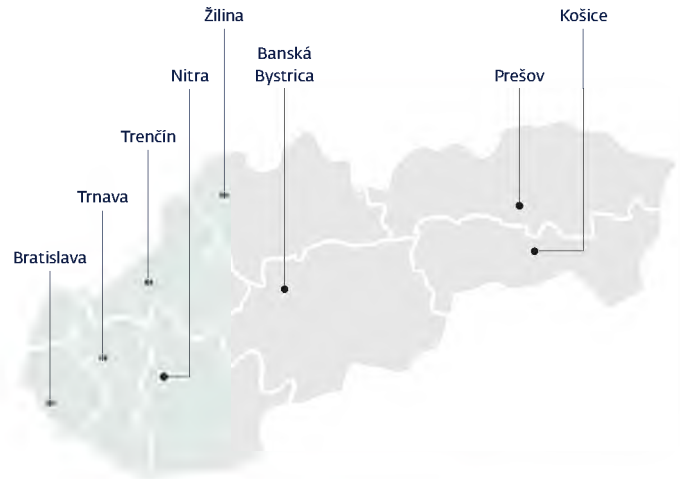 Žilina
Košice
Banská
Bystrica
Nitra
Prešov
Trenčín
Trnava
Bratislava